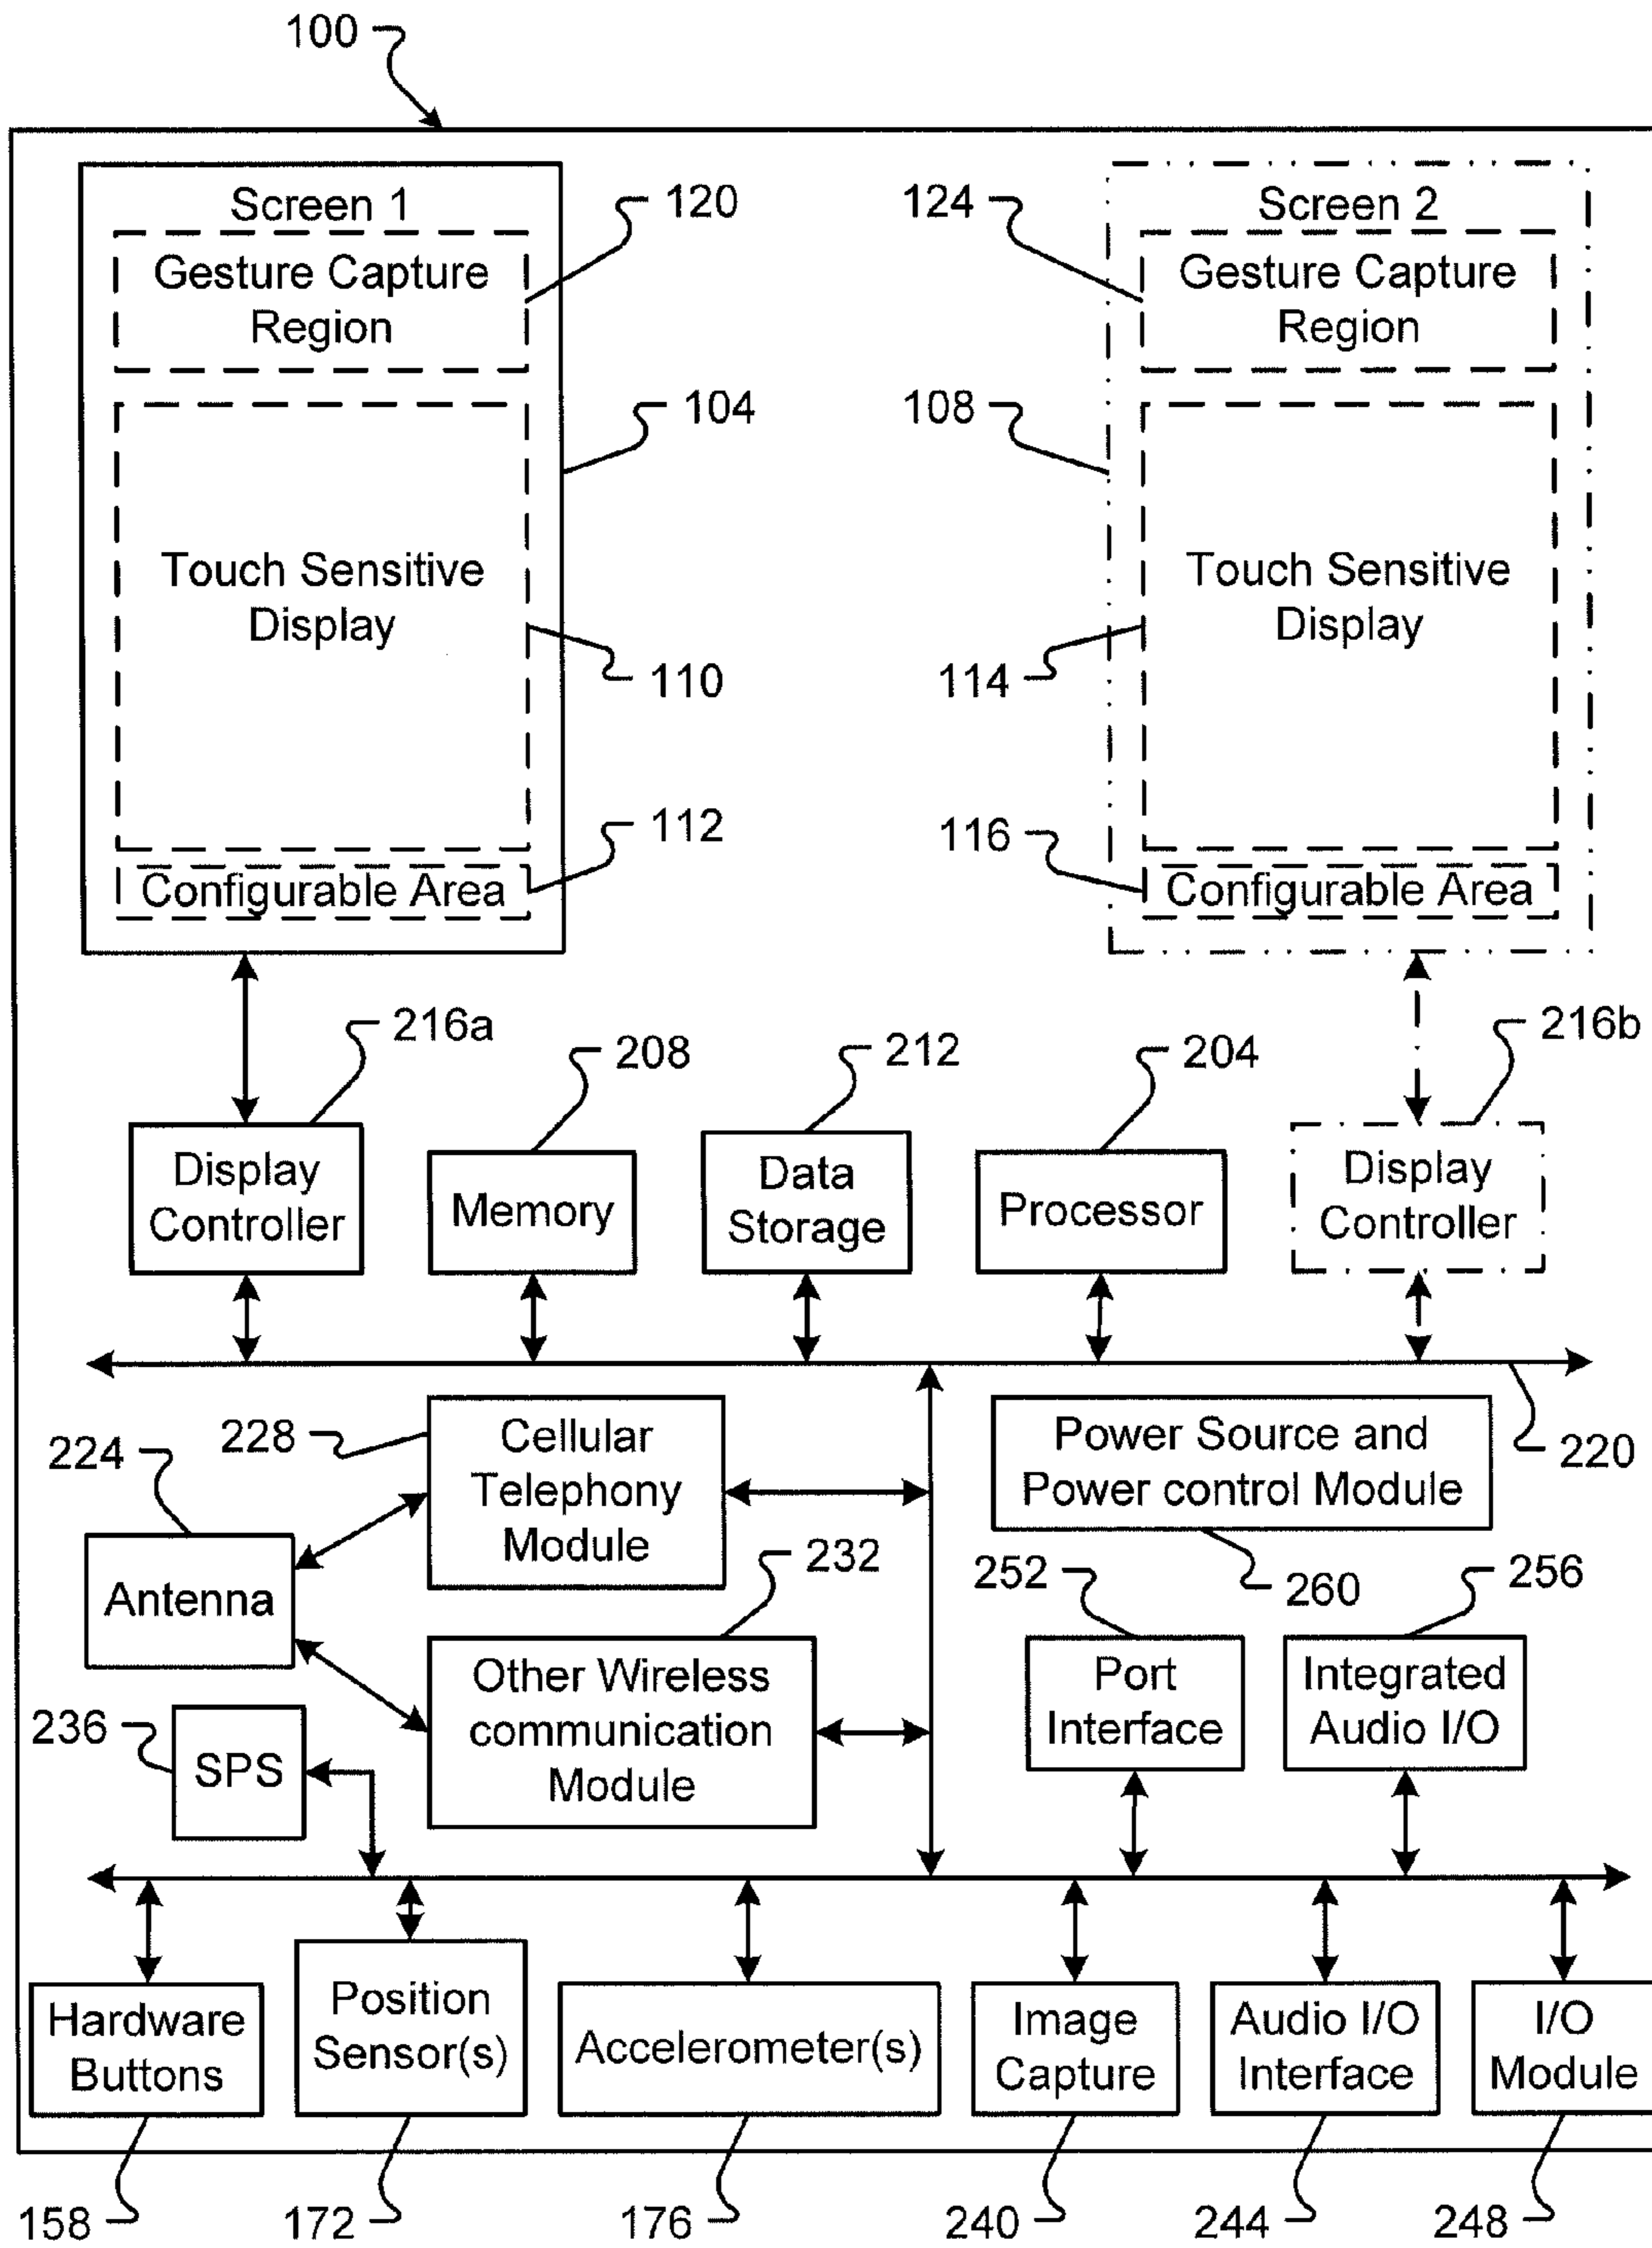 100
Screen 1
120
124
Screen 2
Gesture Capture
Region
Gesture Capture
Region
104
108
Touch Sensitive
Display
Touch Sensitive
Display
110
114
112
116
Configurable Area
Configurable Area
216a
208
212
204
216b
Display
Controller
Memory
Data
Storage
Processor
Display
Controller
224
228
Cellular
Telephony
Module
Power Source and
Power control Module
220
Antenna
232
252
260
256
236
SPS
Other Wireless
communication
Module
Port
Interface
Integrated
Audio I/O
Hardware
Buttons
Position
Sensor(s)
Accelerometer(s)
Image
Capture
Audio I/O
Interface
I/O
Module
158
172
176
240
244
248